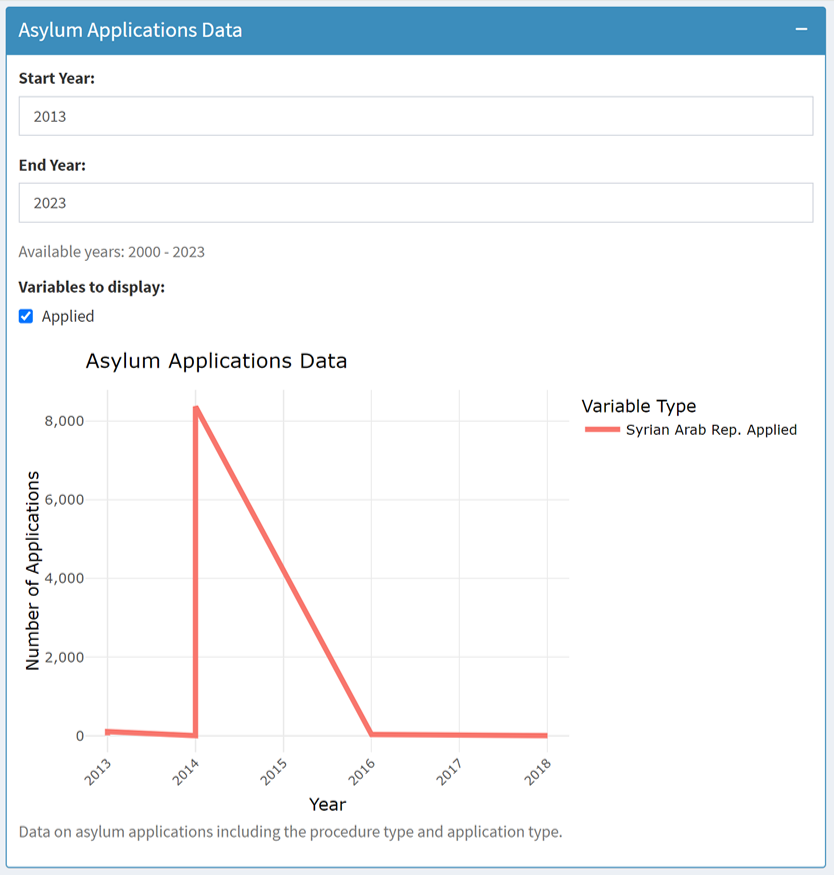 Asylum Applications Data
Start Year:
2013
End Year:
2023
Available years: 2000 - 2023
Variables to display:
Applied
Asylum Applications Data
Variable Type
Syrian Arab Rep. Applied
Number of Applications
8,000
6,000
4,000
2,000
0
2013
2014
2015
2016
2017
2018
Year
Data on asylum applications including the procedure type and application type.